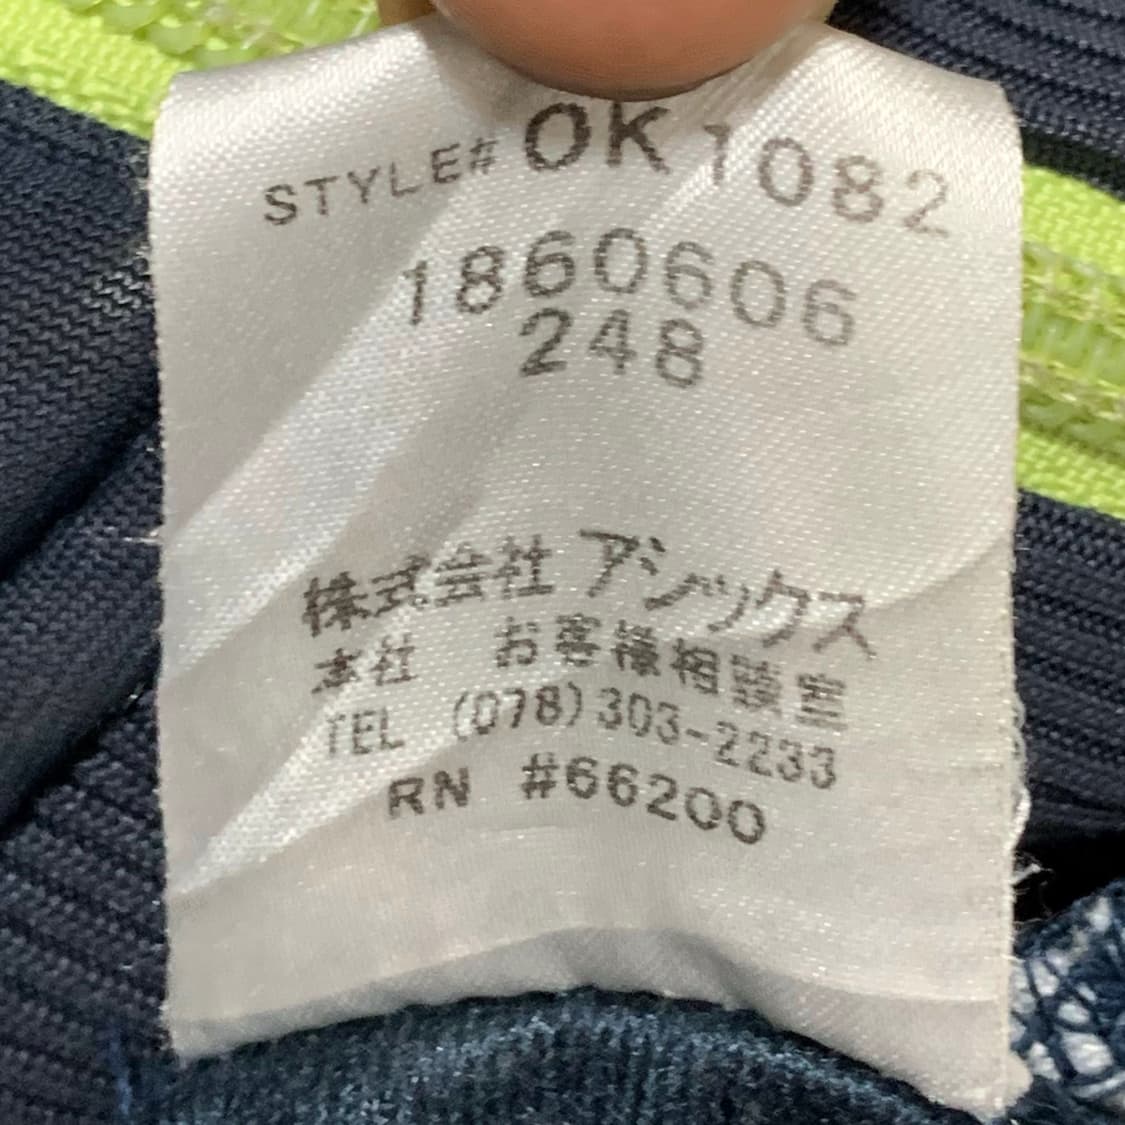 STYLE# OK1082
1860606
248
株式会社 アシックス
本社 お客様相談室
TEL (078)303-2233
RN #66200